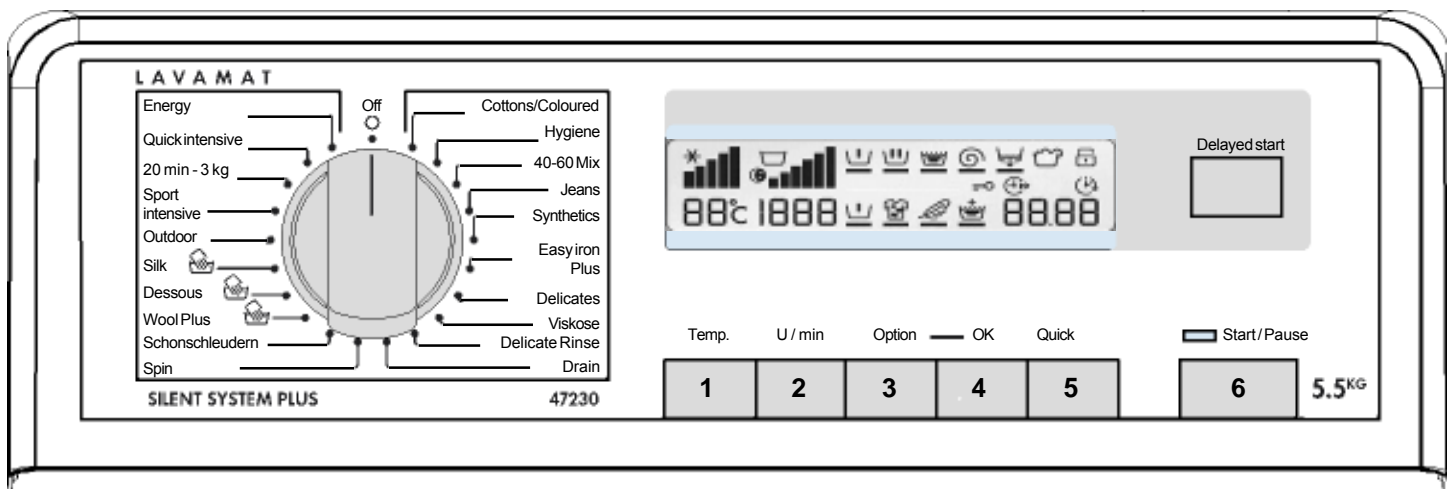 LAVAMAT
Energy
Quick intensive
20 min - 3 kg
Sport
intensive
Outdoor
Silk
Dessous
Wool Plus
Schonschleudern
Spin
Off
Cottons/Coloured
Hygiene
40-60 Mix
Jeans
Synthetics
Easy iron
Plus
Delicates
Viskose
Delicate Rinse
Drain
SILENT SYSTEM PLUS
47230
88°C 1888 88.88
Delayed start
Temp.
U / min
Option
OK
Quick
Start / Pause
1
2
3
4
5
6
5.5KG